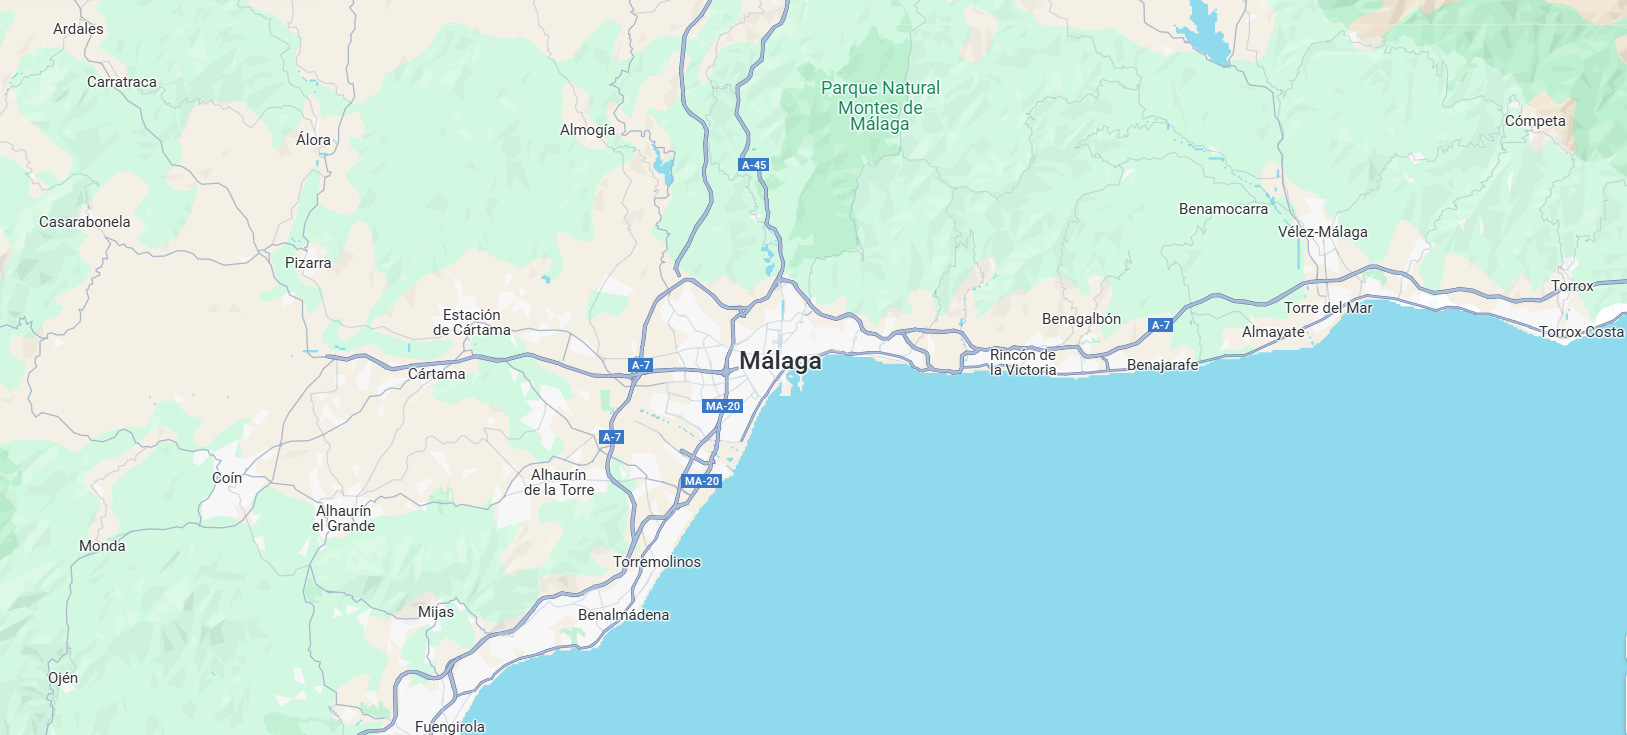 Ardales
Carratraca
Parque Natural
Montes de
Málaga
Almogía
Cómpeta
Álora
A-45
Casarabonela
Benamocarra
Vélez-Málaga
Pizarra
Torrox
Estación
de Cártama
Benagalbón
Torre del Mar
A-7
Almayate
Torrox Costa
Málaga
Rincón de
la Victoria
Benajarafe
A-7
Cártama
MA-20
A-7
Coín
Alhaurín
de la Torre
MA-20
Alhaurín
el Grande
Monda
Torremolinos
Mijas
Benalmádena
Ojén
Fuengirola